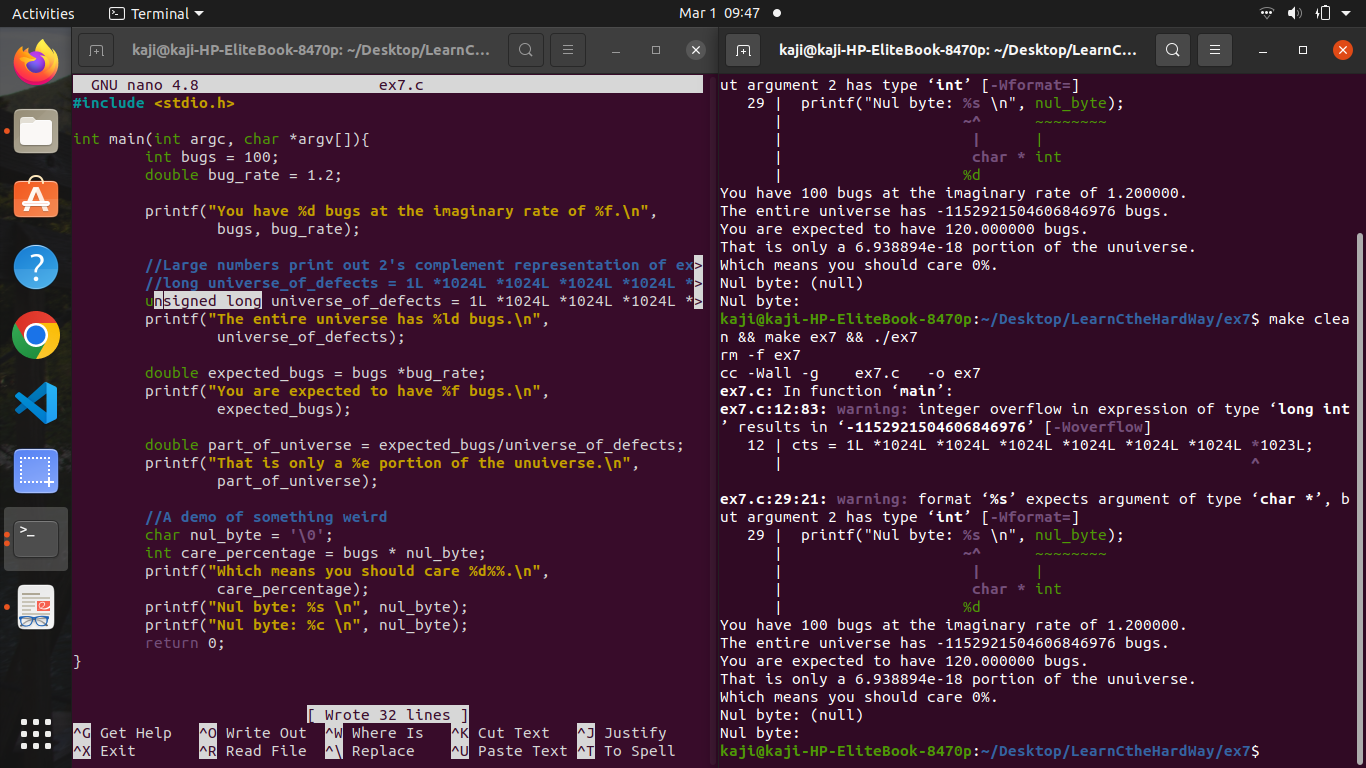 Activities
Terminal
Mar 1 09:47
kaji@kaji-HP-EliteBook-8470p: ~/Desktop/LearnC...
GNU nano 4.8 ex7.c
#include <stdio.h>
int main(int argc, char *argv[]){
int bugs = 100;
double bug_rate = 1.2;
printf("You have %d bugs at the imaginary rate of %f.\n",
bugs, bug_rate);
//Large numbers print out 2's complement representation of ex>
//long universe_of_defects = 1L *1024L *1024L *1024L *1024L *>
unsigned long universe_of_defects = 1L *1024L *1024L *1024L *>
printf("The entire universe has %ld bugs.\n",
universe_of_defects);
double expected_bugs = bugs *bug_rate;
printf("You are expected to have %f bugs.\n",
expected_bugs);
double part_of_universe = expected_bugs/universe_of_defects;
printf("That is only a %e portion of the unuiverse.\n",
part_of_universe);
//A demo of something weird
char nul_byte = '\0';
int care_percentage = bugs * nul_byte;
printf("Which means you should care %d%%.\n",
care_percentage);
printf("Nul byte: %s \n", nul_byte);
printf("Nul byte: %c \n", nul_byte);
return 0;
}
[ Wrote 32 lines ]
^G Get Help ^O Write Out ^W Where Is ^K Cut Text ^J Justify
^X Exit ^R Read File ^\ Replace ^U Paste Text ^T To Spell
kaji@kaji-HP-EliteBook-8470p: ~/Desktop/LearnC...
ut argument 2 has type ‘int’ [-Wformat=]
29 | printf("Nul byte: %s \n", nul_byte);
| ~^ ~~~~~~~~
| | |
| char * int
| %d
You have 100 bugs at the imaginary rate of 1.200000.
The entire universe has -1152921504606846976 bugs.
You are expected to have 120.000000 bugs.
That is only a 6.938894e-18 portion of the unuiverse.
Which means you should care 0%.
Nul byte: (null)
Nul byte:
kaji@kaji-HP-EliteBook-8470p:~/Desktop/LearnCtheHardWay/ex7$ make clea
n && make ex7 && ./ex7
rm -f ex7
cc -Wall -g ex7.c -o ex7
ex7.c: In function ‘main’:
ex7.c:12:83: warning: integer overflow in expression of type ‘long int
’ results in ‘-1152921504606846976’ [-Woverflow]
12 | cts = 1L *1024L *1024L *1024L *1024L *1024L *1024L *1023L;
| ^
ex7.c:29:21: warning: format ‘%s’ expects argument of type ‘char *’, b
ut argument 2 has type ‘int’ [-Wformat=]
29 | printf("Nul byte: %s \n", nul_byte);
| ~^ ~~~~~~~~
| | |
| char * int
| %d
You have 100 bugs at the imaginary rate of 1.200000.
The entire universe has -1152921504606846976 bugs.
You are expected to have 120.000000 bugs.
That is only a 6.938894e-18 portion of the unuiverse.
Which means you should care 0%.
Nul byte: (null)
Nul byte:
kaji@kaji-HP-EliteBook-8470p:~/Desktop/LearnCtheHardWay/ex7$